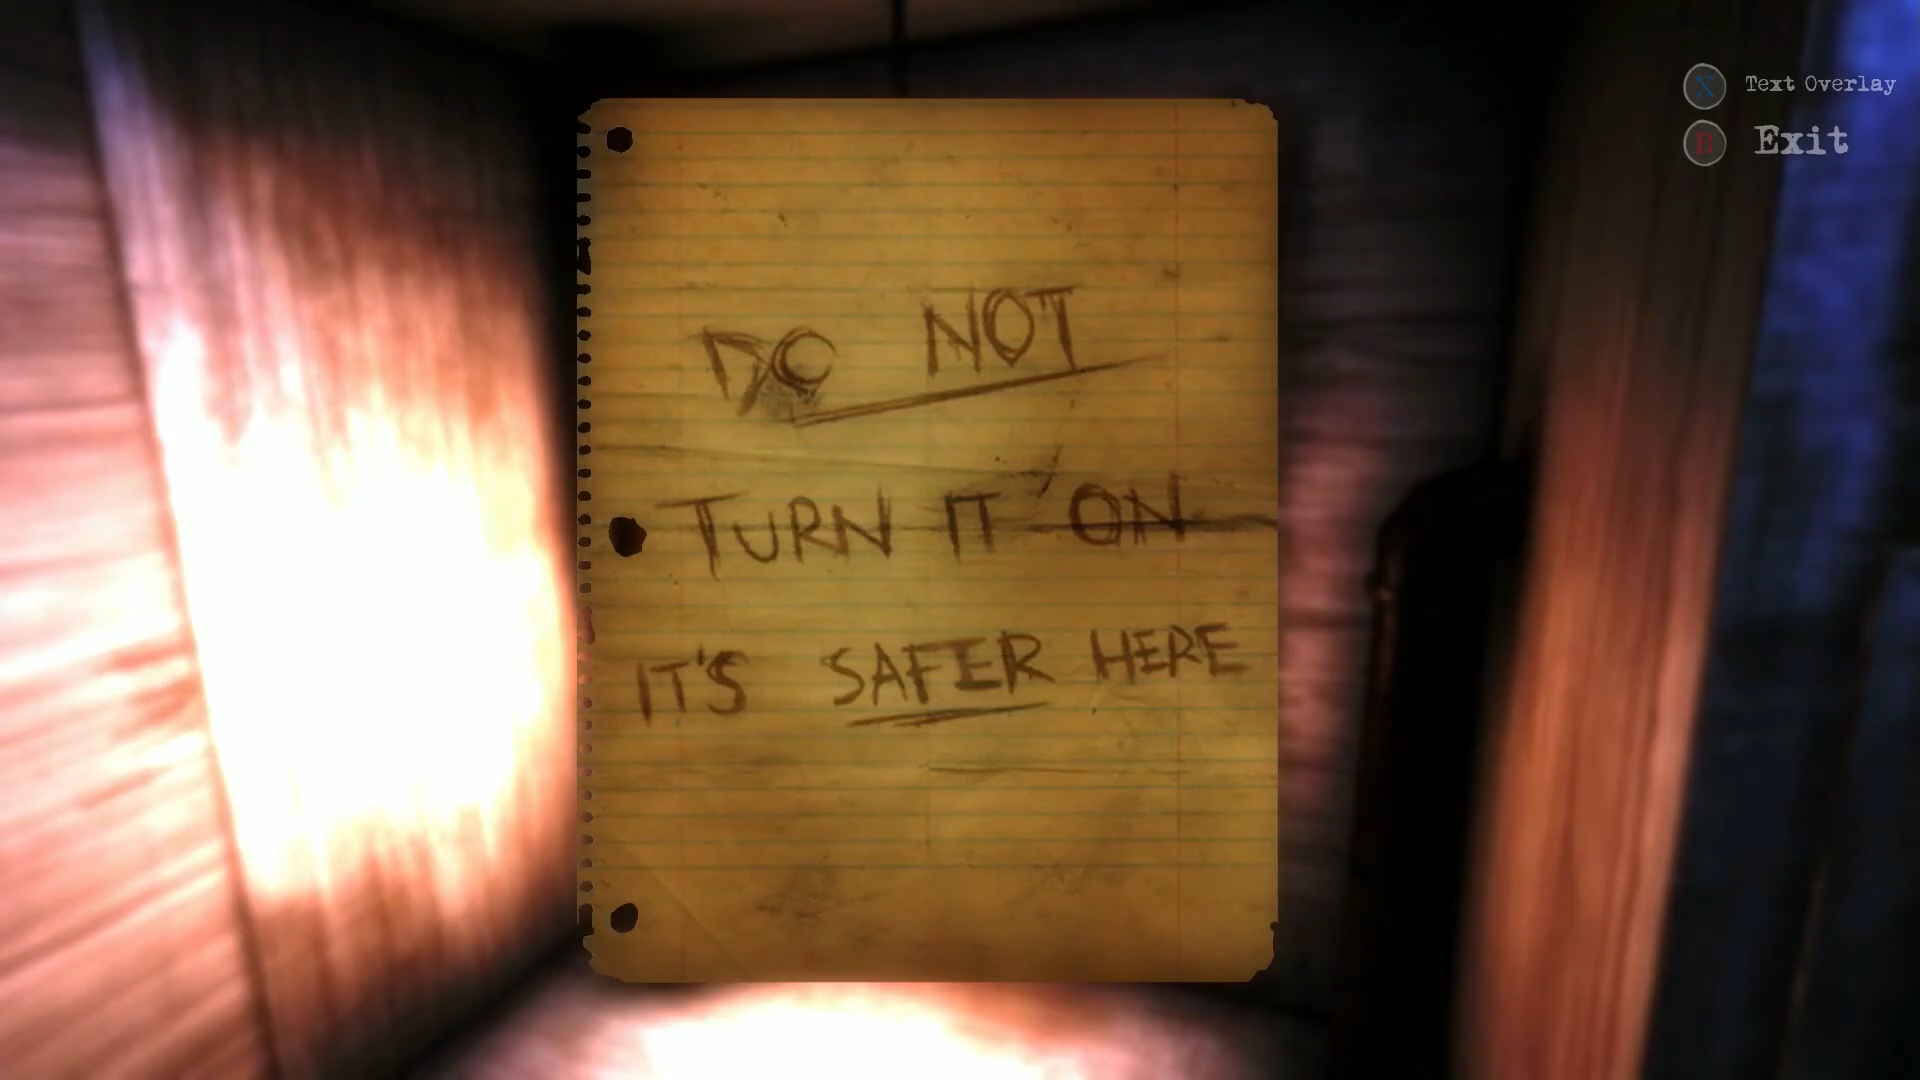 X Text Overlay
B Exit
DO NOT
TURN IT ON
IT'S SAFER HERE